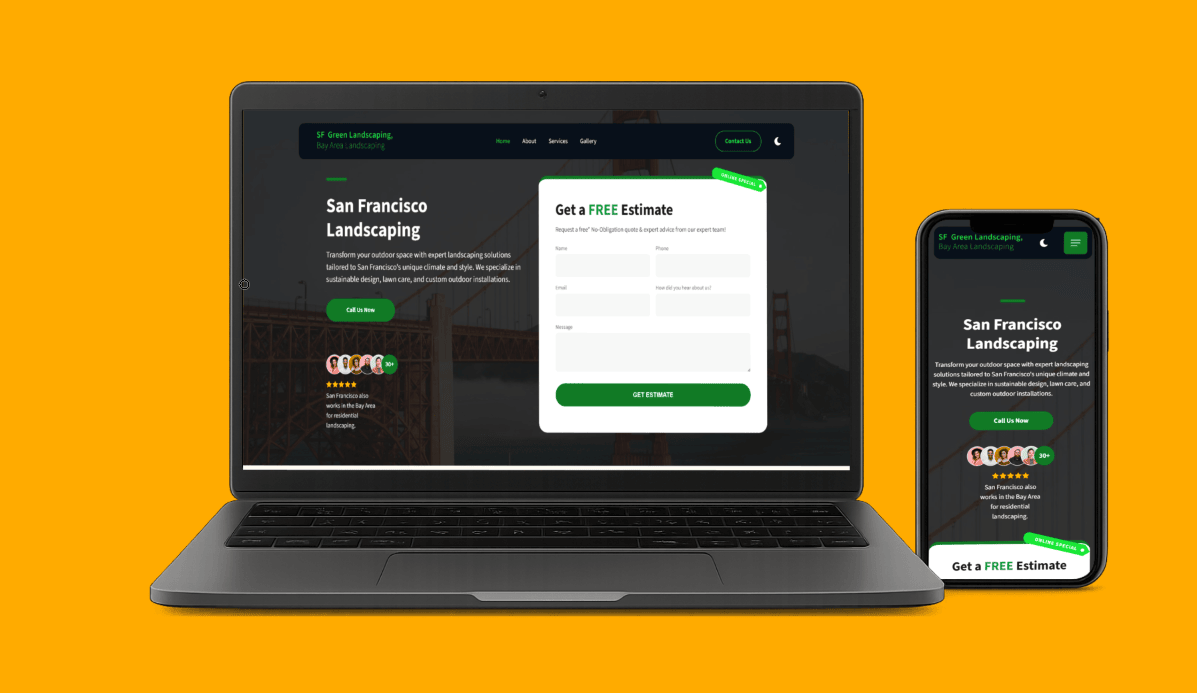 SF Green Landscaping,
Bay Area Landscaping
Home About Services Gallery
Contact Us
San Francisco
Landscaping
Transform your outdoor space with expert landscaping solutions
tailored to San Francisco's unique climate and style. We specialize in
sustainable design, lawn care, and custom outdoor installations.
Call Us Now
30+
San Francisco also
works in the Bay Area
for residential
landscaping.
ONLINE SPECIAL
Get a FREE Estimate
Request a free* No Obligation quote & expert advice from our expert team!
Name Phone
Email How did you hear about us?
Message
GET ESTIMATE
SF Green Landscaping,
Bay Area Landscaping
San Francisco
Landscaping
Transform your outdoor space with expert landscaping
solutions tailored to San Francisco's unique climate and
style. We specialize in sustainable design, lawn care, and
custom outdoor installations.
Call Us Now
30+
San Francisco also
works in the Bay Area
for residential
landscaping.
ONLINE SPECIAL
Get a FREE Estimate